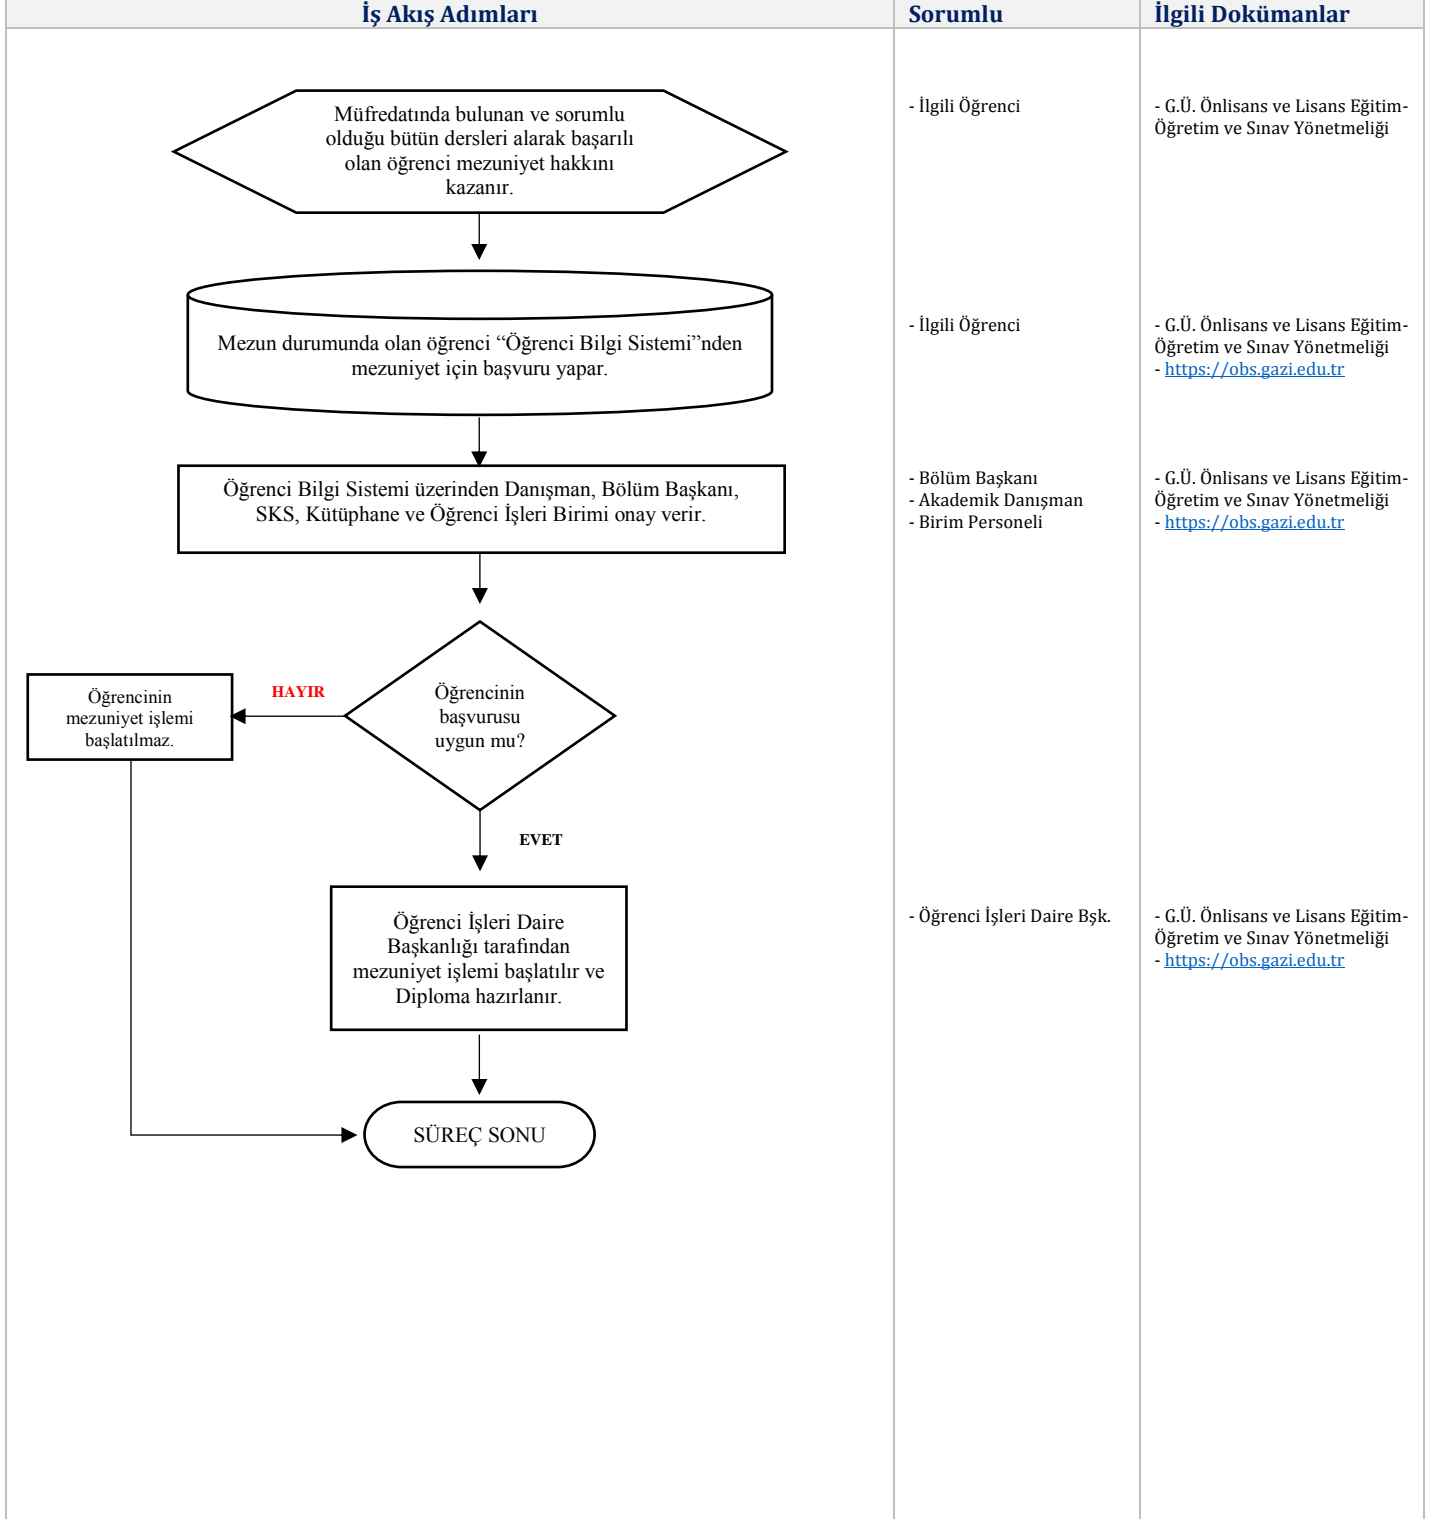 İş Akış Adımları
Sorumlu
İlgili Dokümanlar
Müfredatında bulunan ve sorumlu
olduğu bütün dersleri alarak başarılı
olan öğrenci mezuniyet hakkını
kazanır.
- İlgili Öğrenci
- G.Ü. Önlisans ve Lisans Eğitim-
Öğretim ve Sınav Yönetmeliği
Mezun durumunda olan öğrenci “Öğrenci Bilgi Sistemi”nden
mezuniyet için başvuru yapar.
- İlgili Öğrenci
- G.Ü. Önlisans ve Lisans Eğitim-
Öğretim ve Sınav Yönetmeliği
- https://obs.gazi.edu.tr
Öğrenci Bilgi Sistemi üzerinden Danışman, Bölüm Başkanı,
SKS, Kütüphane ve Öğrenci İşleri Birimi onay verir.
- Bölüm Başkanı
- Akademik Danışman
- Birim Personeli
- G.Ü. Önlisans ve Lisans Eğitim-
Öğretim ve Sınav Yönetmeliği
- https://obs.gazi.edu.tr
Öğrencinin
başvurusu
uygun mu?
HAYIR
Öğrencinin
mezuniyet işlemi
başlatılmaz.
EVET
Öğrenci İşleri Daire
Başkanlığı tarafından
mezuniyet işlemi başlatılır ve
Diploma hazırlanır.
- Öğrenci İşleri Daire Bşk.
- G.Ü. Önlisans ve Lisans Eğitim-
Öğretim ve Sınav Yönetmeliği
- https://obs.gazi.edu.tr
SÜREÇ SONU